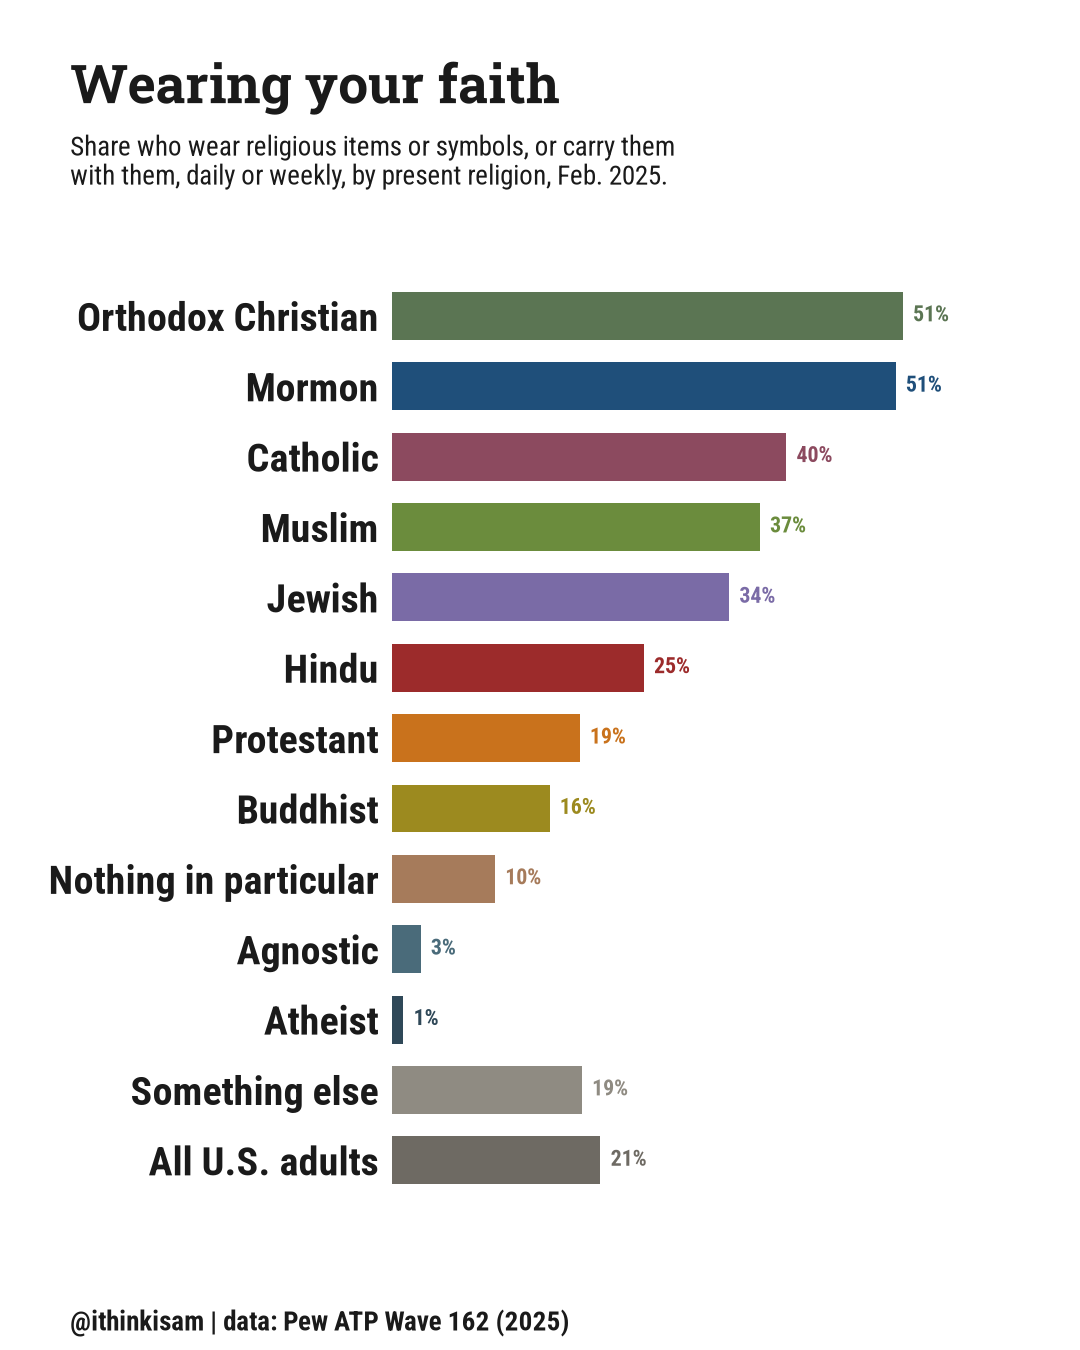 Wearing your faith
Share who wear religious items or symbols, or carry them
with them, daily or weekly, by present religion, Feb. 2025.
Orthodox Christian 51%
Mormon 51%
Catholic 40%
Muslim 37%
Jewish 34%
Hindu 25%
Protestant 19%
Buddhist 16%
Nothing in particular 10%
Agnostic 3%
Atheist 1%
Something else 19%
All U.S. adults 21%
@ithinkisam | data: Pew ATP Wave 162 (2025)